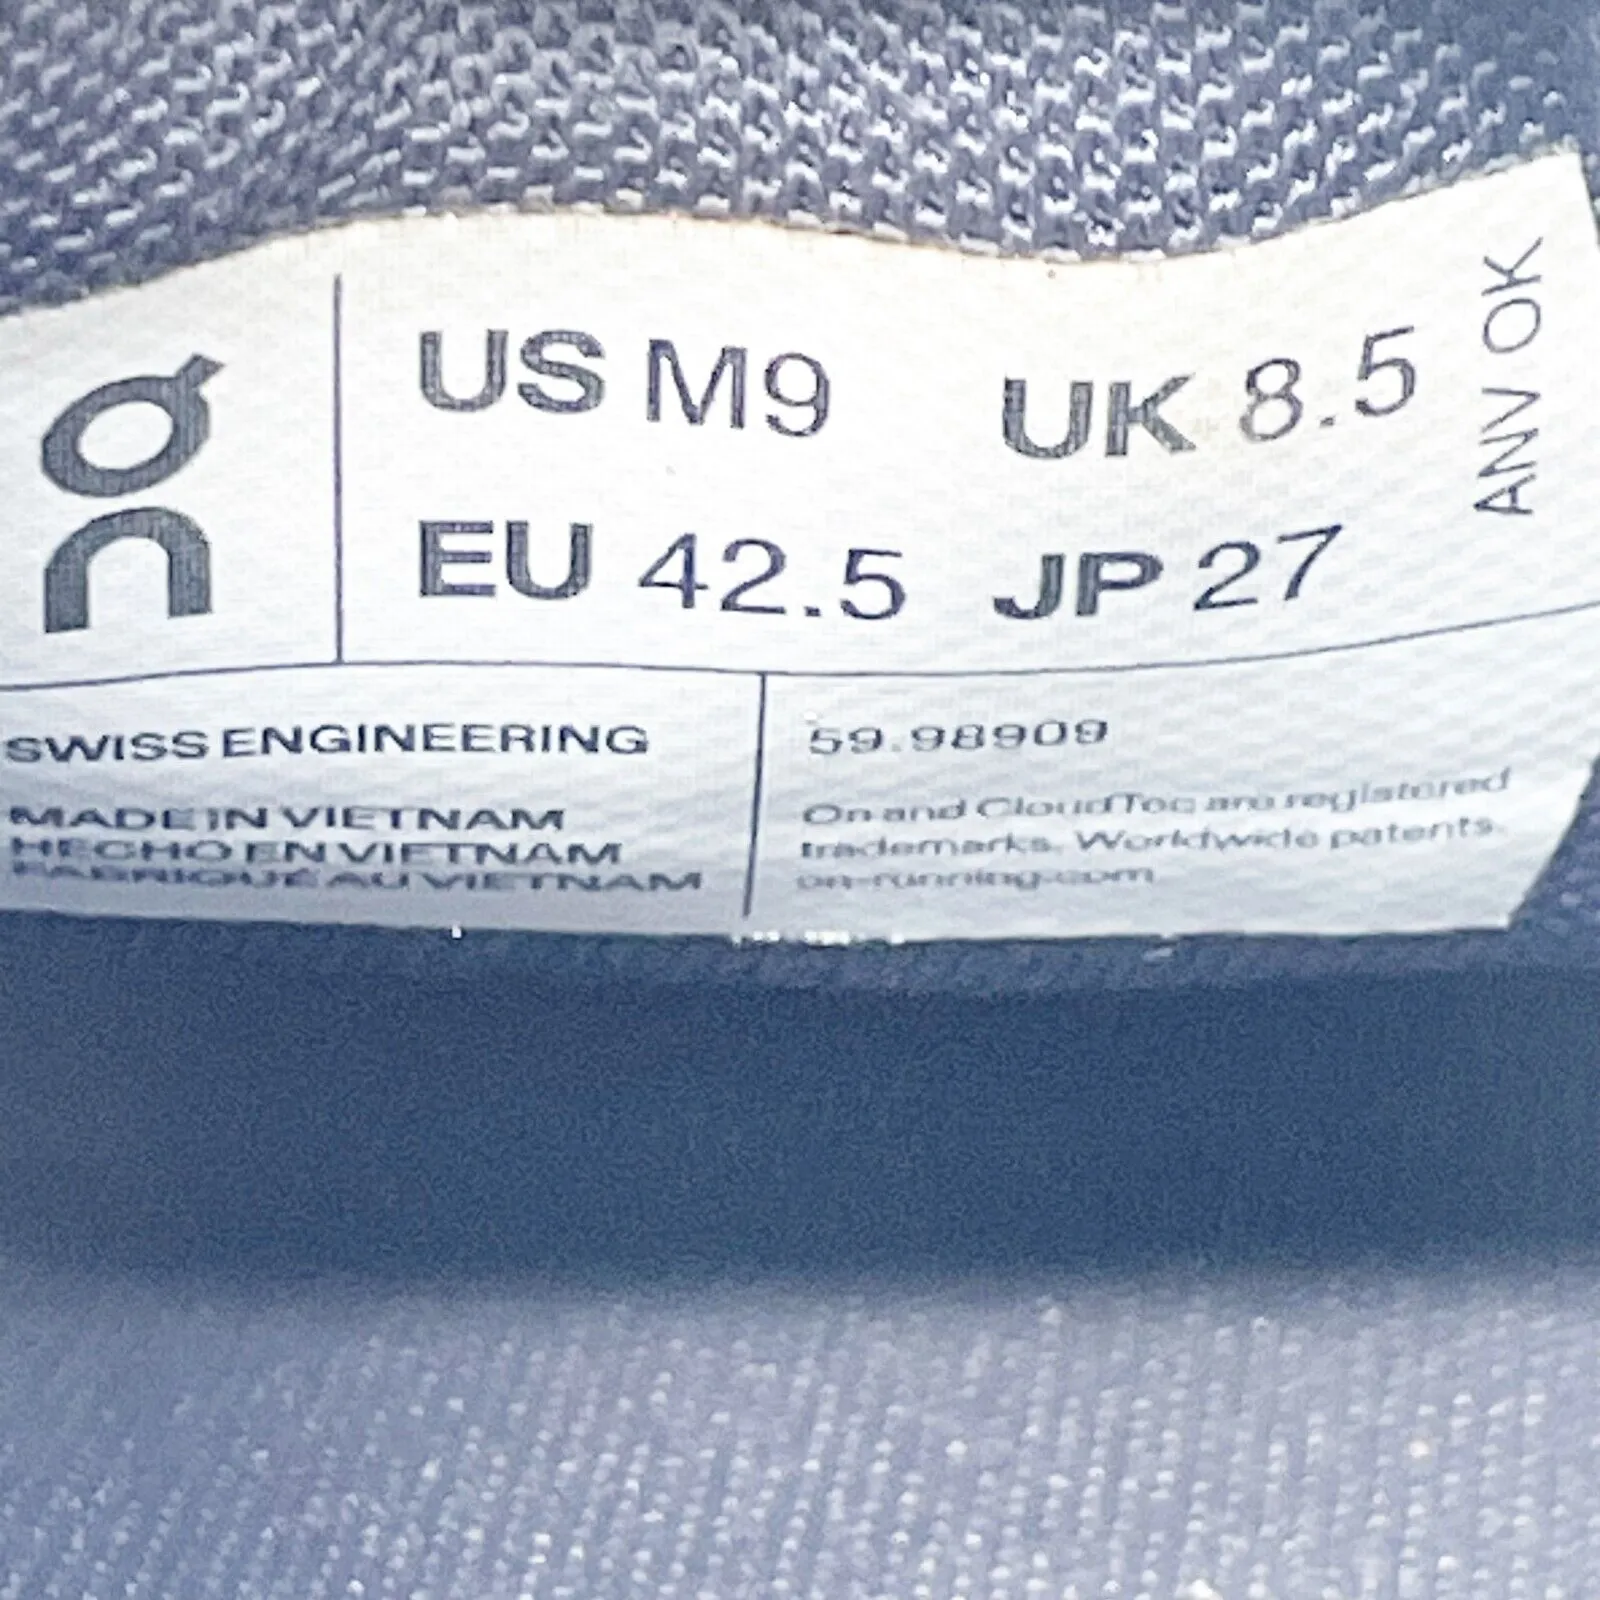 On
US M9 UK 8.5
EU 42.5 JP 27
ANV OK
SWISS ENGINEERING
MADE IN VIETNAM
HECHO EN VIETNAM
FABRIQUÉ AU VIETNAM
59.98909
On and CloudTec are registered
trademarks. Worldwide patents.
on-running.com